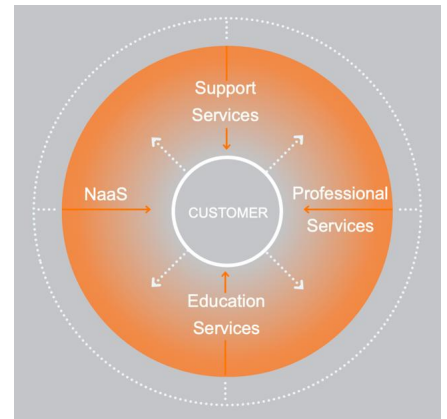 Support
Services
NaaS
CUSTOMER
Professional
Services
Education
Services